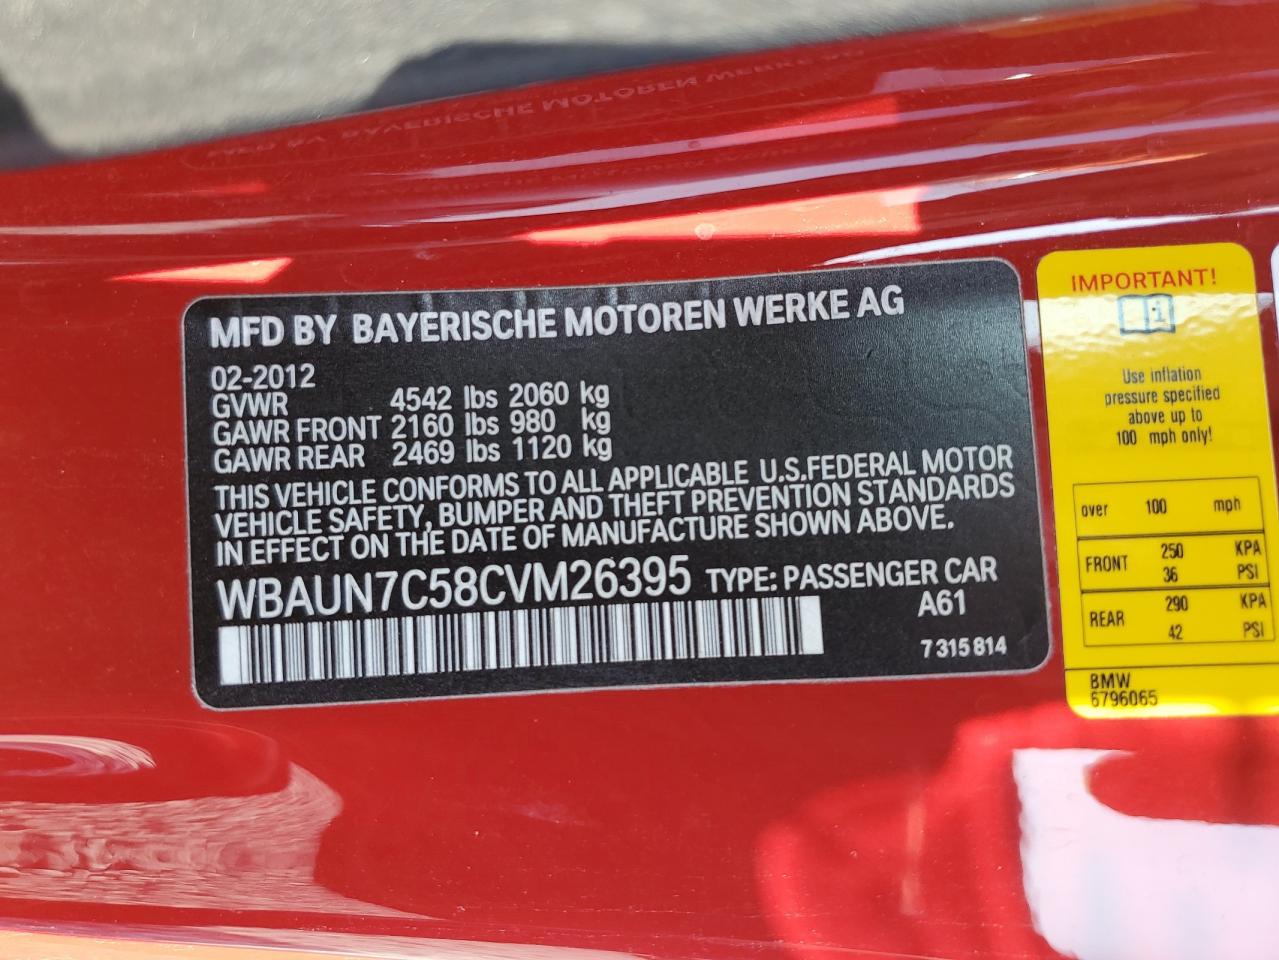 MFD BY BAYERISCHE MOTOREN WERKE AG
02-2012
GVWR 4542 lbs 2060 kg
GAWR FRONT 2160 lbs 980 kg
GAWR REAR 2469 lbs 1120 kg
THIS VEHICLE CONFORMS TO ALL APPLICABLE U.S.FEDERAL MOTOR
VEHICLE SAFETY, BUMPER AND THEFT PREVENTION STANDARDS
IN EFFECT ON THE DATE OF MANUFACTURE SHOWN ABOVE.
WBAUN7C58CVM26395 TYPE: PASSENGER CAR
A61
7 315 814
IMPORTANT!
i
Use inflation
pressure specified
above up to
100 mph only!
over 100 mph
FRONT 250 KPA
36 PSI
REAR 290 KPA
42 PSI
BMW
6796065